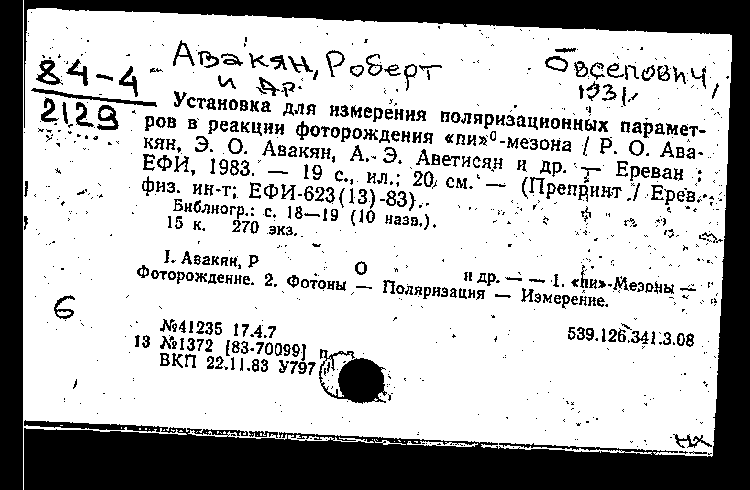 Авакян, Роберт Овсепович,
84-4 и др. 1931,
2129
Установка для измерения поляризационных парамет-
ров в реакции фоторождения «пи»⁰-мезона / Р. О. Ава-
кян, Э. О. Авакян, А. Э. Аветисян и др. — Ереван :
ЕФИ, 1983. — 19 с., ил.; 20 см. — (Препринт / Ерев.
физ. ин-т; ЕФИ-623(13)-83).
Библиогр.: с. 18—19 (10 назв.).
15 к. 270 экз.
1. Авакян, Р О и др. — — 1. «пи»-Мезоны —
Фоторождение. 2. Фотоны — Поляризация — Измерение.
6
№41235 17.4.7 539.126.341.3.08
13 №1372 [83-70099] п
ВКП 22.11.83 У797
нх